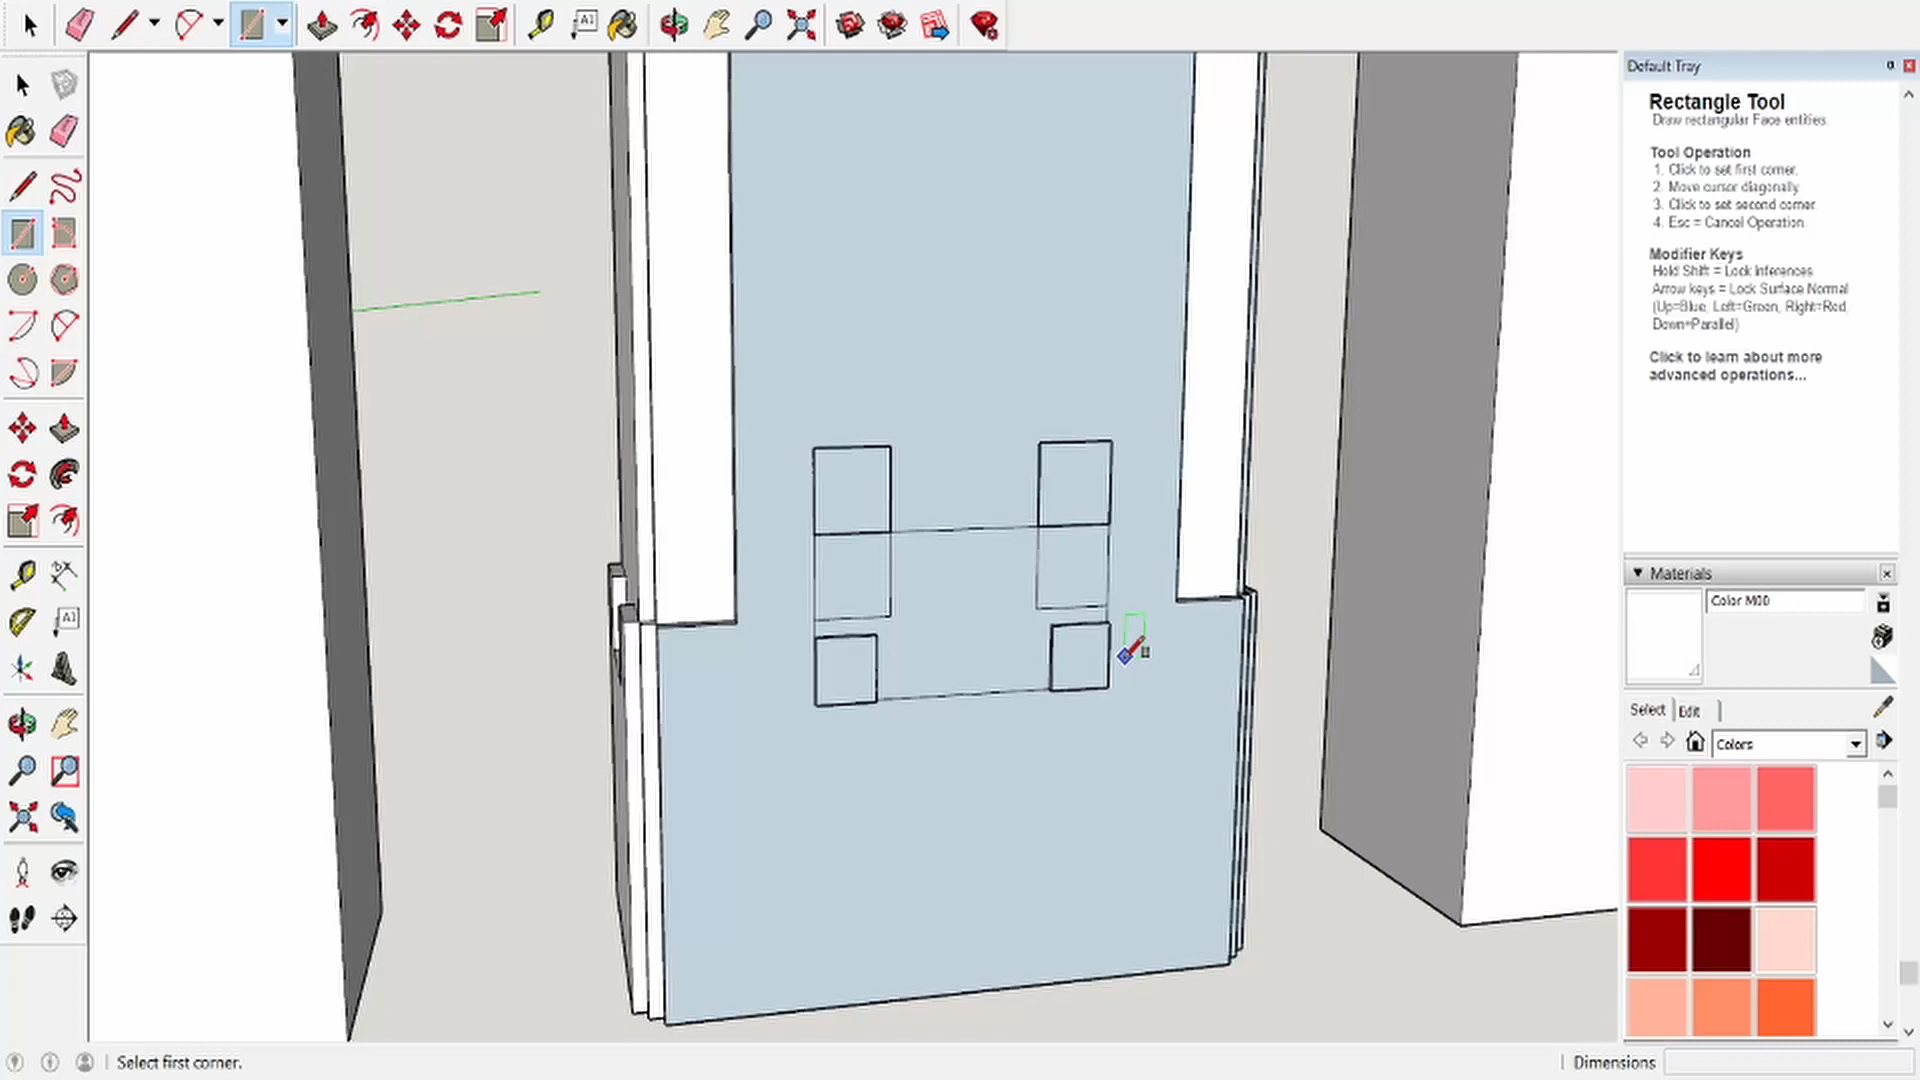 A1
Default Tray
Rectangle Tool
Draw rectangular Face entities.
Tool Operation
1. Click to set first corner.
2. Move cursor diagonally.
3. Click to set second corner.
4. Esc = Cancel Operation.
Modifier Keys
Hold Shift = Lock Inferences
Arrow keys = Lock Surface Normal
(Up=Blue, Left=Green, Right=Red,
Down=Parallel)
Click to learn about more
advanced operations...
Materials
Color M00
A1
Select
Edit
Colors
Select first corner.
Dimensions